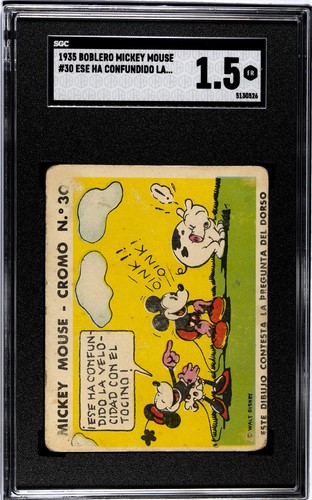 SGC
1935 BOBLERO MICKEY MOUSE
#30 ESE HA CONFUNDIDO LA...
1.5
FR
5130526
MICKEY MOUSE - CROMO N.º 30
¡OINK!!
OINK!
¡ESE HA CONFUN-
DIDO LA VELO-
CIDAD CON EL
TOCINO!
© WALT DISNEY
ESTE DIBUJO CONTESTA LA PREGUNTA DEL DORSO